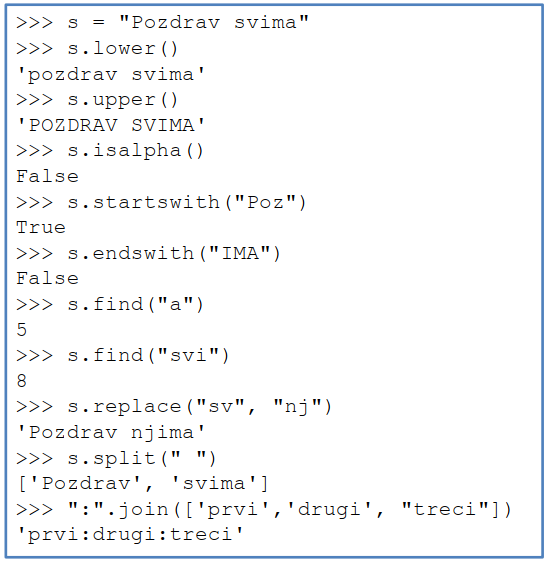 >>> s = "Pozdrav svima"
>>> s.lower()
'pozdrav svima'
>>> s.upper()
'POZDRAV SVIMA'
>>> s.isalpha()
False
>>> s.startswith("Poz")
True
>>> s.endswith("IMA")
False
>>> s.find("a")
5
>>> s.find("svi")
8
>>> s.replace("sv", "nj")
'Pozdrav njima'
>>> s.split(" ")
['Pozdrav', 'svima']
>>> ":".join(['prvi','drugi', "treci"])
'prvi:drugi:treci'